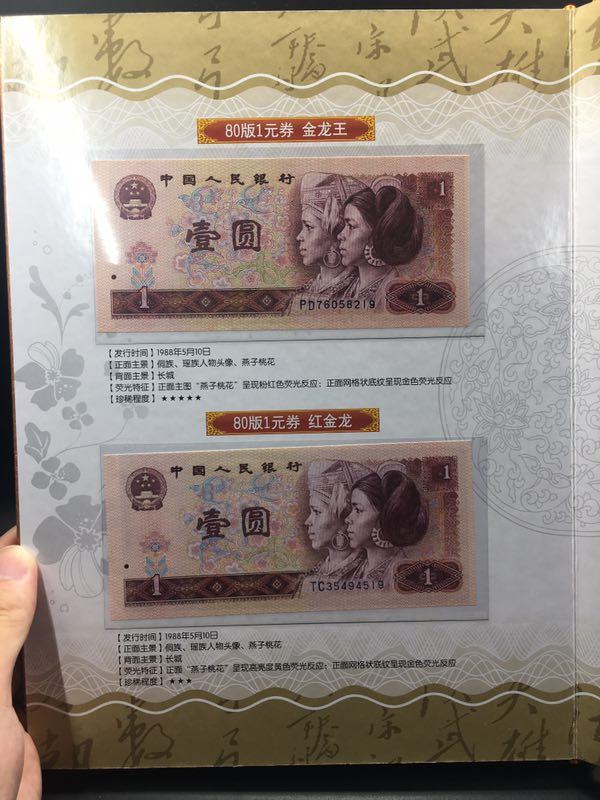 80版1元券 金龙王
中国人民银行
1
壹圆
PD76058219
1
1
【发行时间】1988年5月10日
【正面主景】侗族、瑶族人物头像、燕子桃花
【背面主景】长城
【荧光特征】正面主图“燕子桃花”呈现粉红色荧光反应；正面网格状底纹呈现金色荧光反应
【珍稀程度】★★★★★
80版1元券 红金龙
中国人民银行
1
壹圆
TC35494519
1
1
【发行时间】1988年5月10日
【正面主景】侗族、瑶族人物头像、燕子桃花
【背面主景】长城
【荧光特征】正面“燕子桃花”呈现高亮度黄色荧光反应；正面网格状底纹呈现金色荧光反应
【珍稀程度】★★★